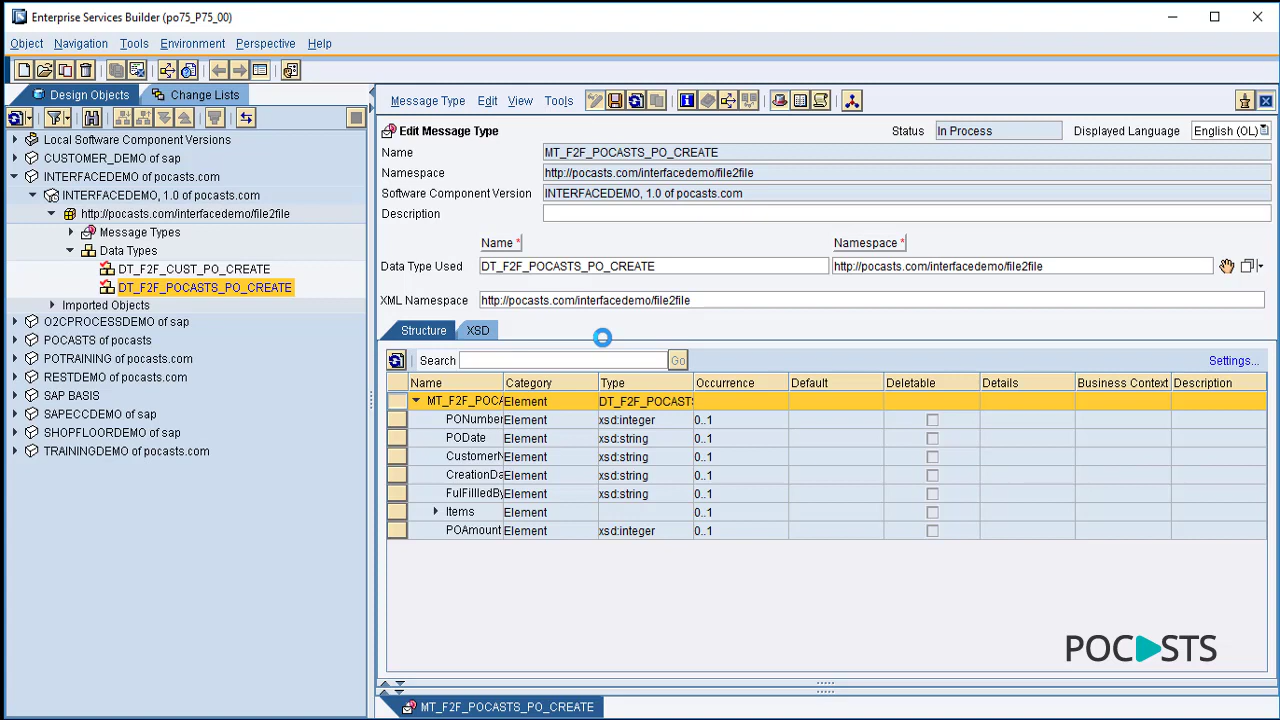 Enterprise Services Builder (po75_P75_00)
Object Navigation Tools Environment Perspective Help
Design Objects Change Lists
Local Software Component Versions
CUSTOMER_DEMO of sap
INTERFACEDEMO of pocasts.com
INTERFACEDEMO, 1.0 of pocasts.com
http://pocasts.com/interfacedemo/file2file
Message Types
Data Types
DT_F2F_CUST_PO_CREATE
DT_F2F_POCASTS_PO_CREATE
Imported Objects
O2CPROCESSDEMO of sap
POCASTS of pocasts
POTRAINING of pocasts.com
RESTDEMO of pocasts.com
SAP BASIS
SAPECCDEMO of sap
SHOPFLOORDEMO of sap
TRAININGDEMO of pocasts.com
Message Type Edit View Tools
Edit Message Type Status In Process Displayed Language English (OL)
Name MT_F2F_POCASTS_PO_CREATE
Namespace http://pocasts.com/interfacedemo/file2file
Software Component Version INTERFACEDEMO, 1.0 of pocasts.com
Description
Name * Namespace *
Data Type Used DT_F2F_POCASTS_PO_CREATE http://pocasts.com/interfacedemo/file2file
XML Namespace http://pocasts.com/interfacedemo/file2file
Structure XSD
Search Go Settings...
Name Category Type Occurrence Default Deletable Details Business Context Description
MT_F2F_POCA Element DT_F2F_POCASTS
PONumber Element xsd:integer 0..1
PODate Element xsd:string 0..1
CustomerN Element xsd:string 0..1
CreationDa Element xsd:string 0..1
FulFilledBy Element xsd:string 0..1
Items Element 0..1
POAmount Element xsd:integer 0..1
POCASTS
MT_F2F_POCASTS_PO_CREATE